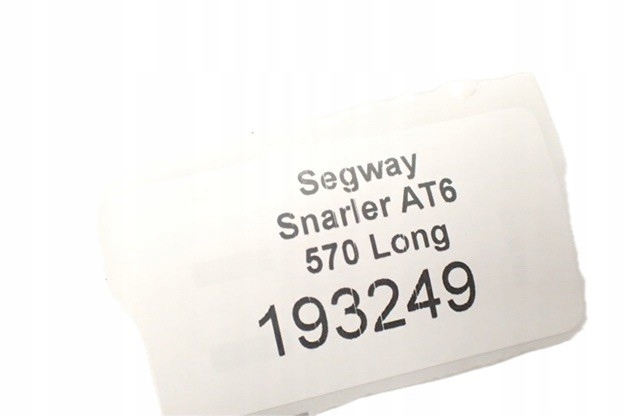 Segway
Snarler AT6
570 Long
193249